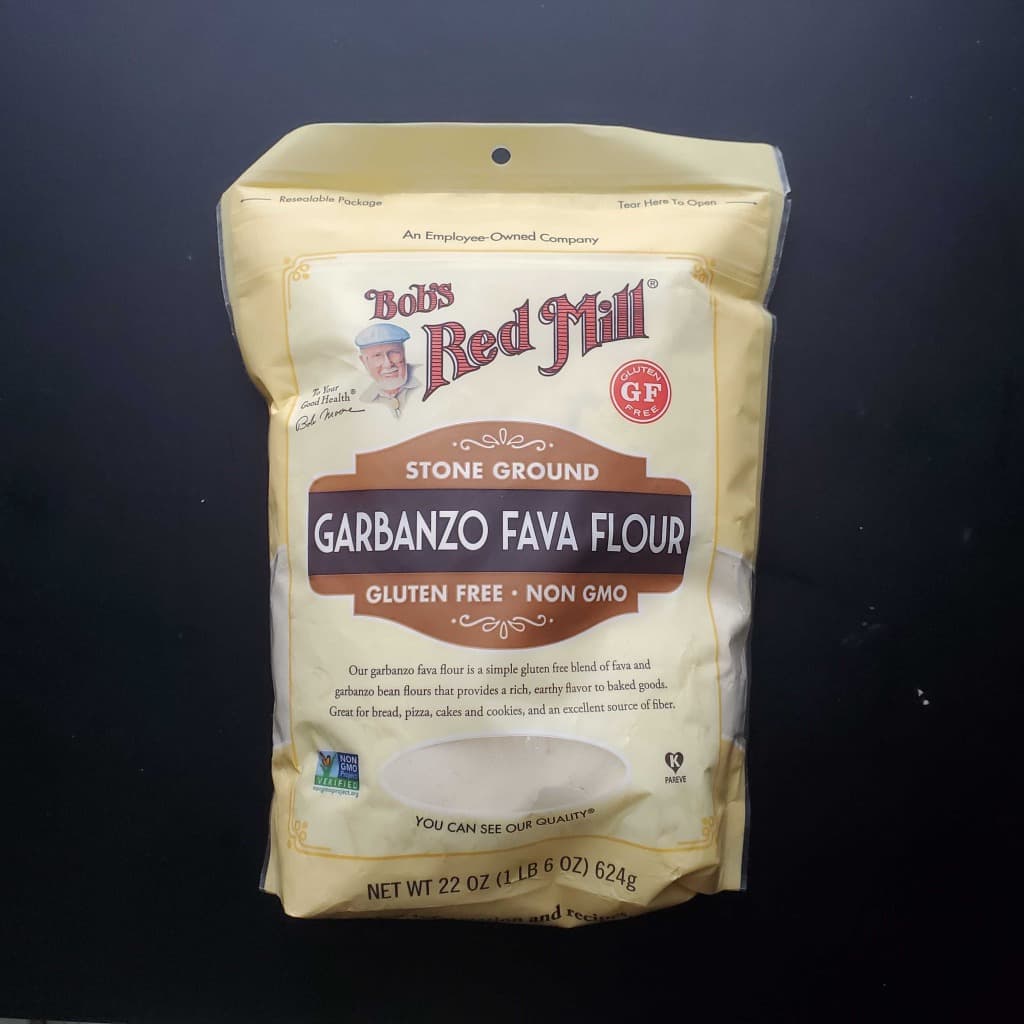 Resealable Package
Tear Here To Open
An Employee-Owned Company
Bob's
Red Mill®
To Your
Good Health®
Bob Moore
GLUTEN
GF
FREE
STONE GROUND
GARBANZO FAVA FLOUR
GLUTEN FREE • NON GMO
Our garbanzo fava flour is a simple gluten free blend of fava and
garbanzo bean flours that provides a rich, earthy flavor to baked goods.
Great for bread, pizza, cakes and cookies, and an excellent source of fiber.
NON
GMO
Project
VERIFIED
nongmoproject.org
K
PAREVE
YOU CAN SEE OUR QUALITY®
NET WT 22 OZ (1 LB 6 OZ) 624g
and recipes